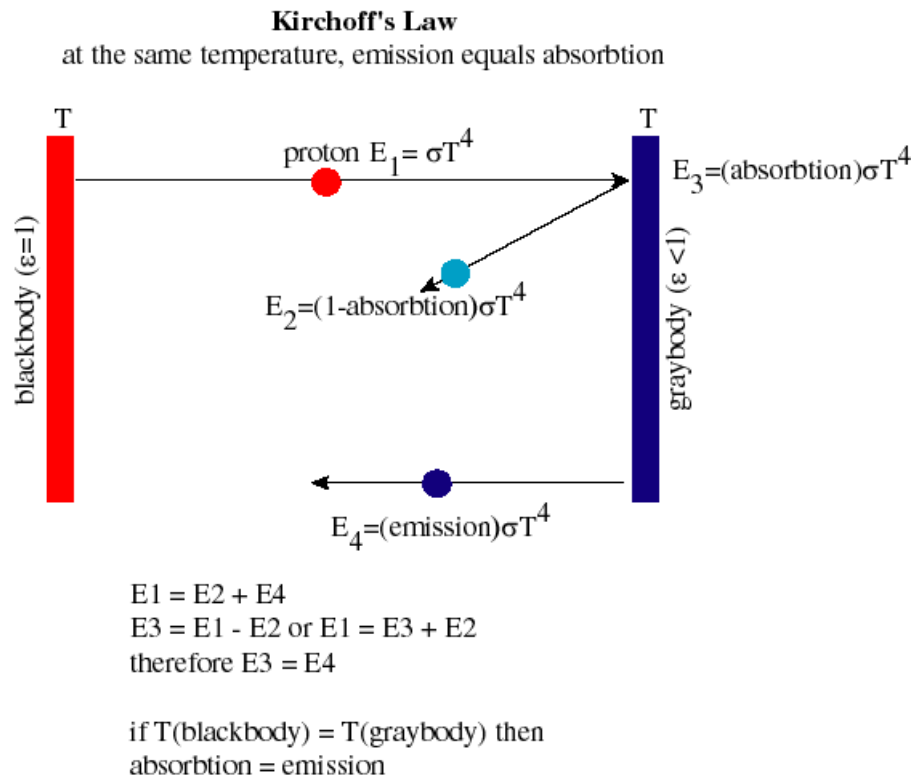 Kirchoff's Law
at the same temperature, emission equals absorbtion
T
T
proton E₁= σT⁴
E₃=(absorbtion)σT⁴
blackbody (ε=1)
graybody (ε <1)
E₂=(1-absorbtion)σT⁴
E₄=(emission)σT⁴
E1 = E2 + E4
E3 = E1 - E2 or E1 = E3 + E2
therefore E3 = E4
if T(blackbody) = T(graybody) then
absorbtion = emission